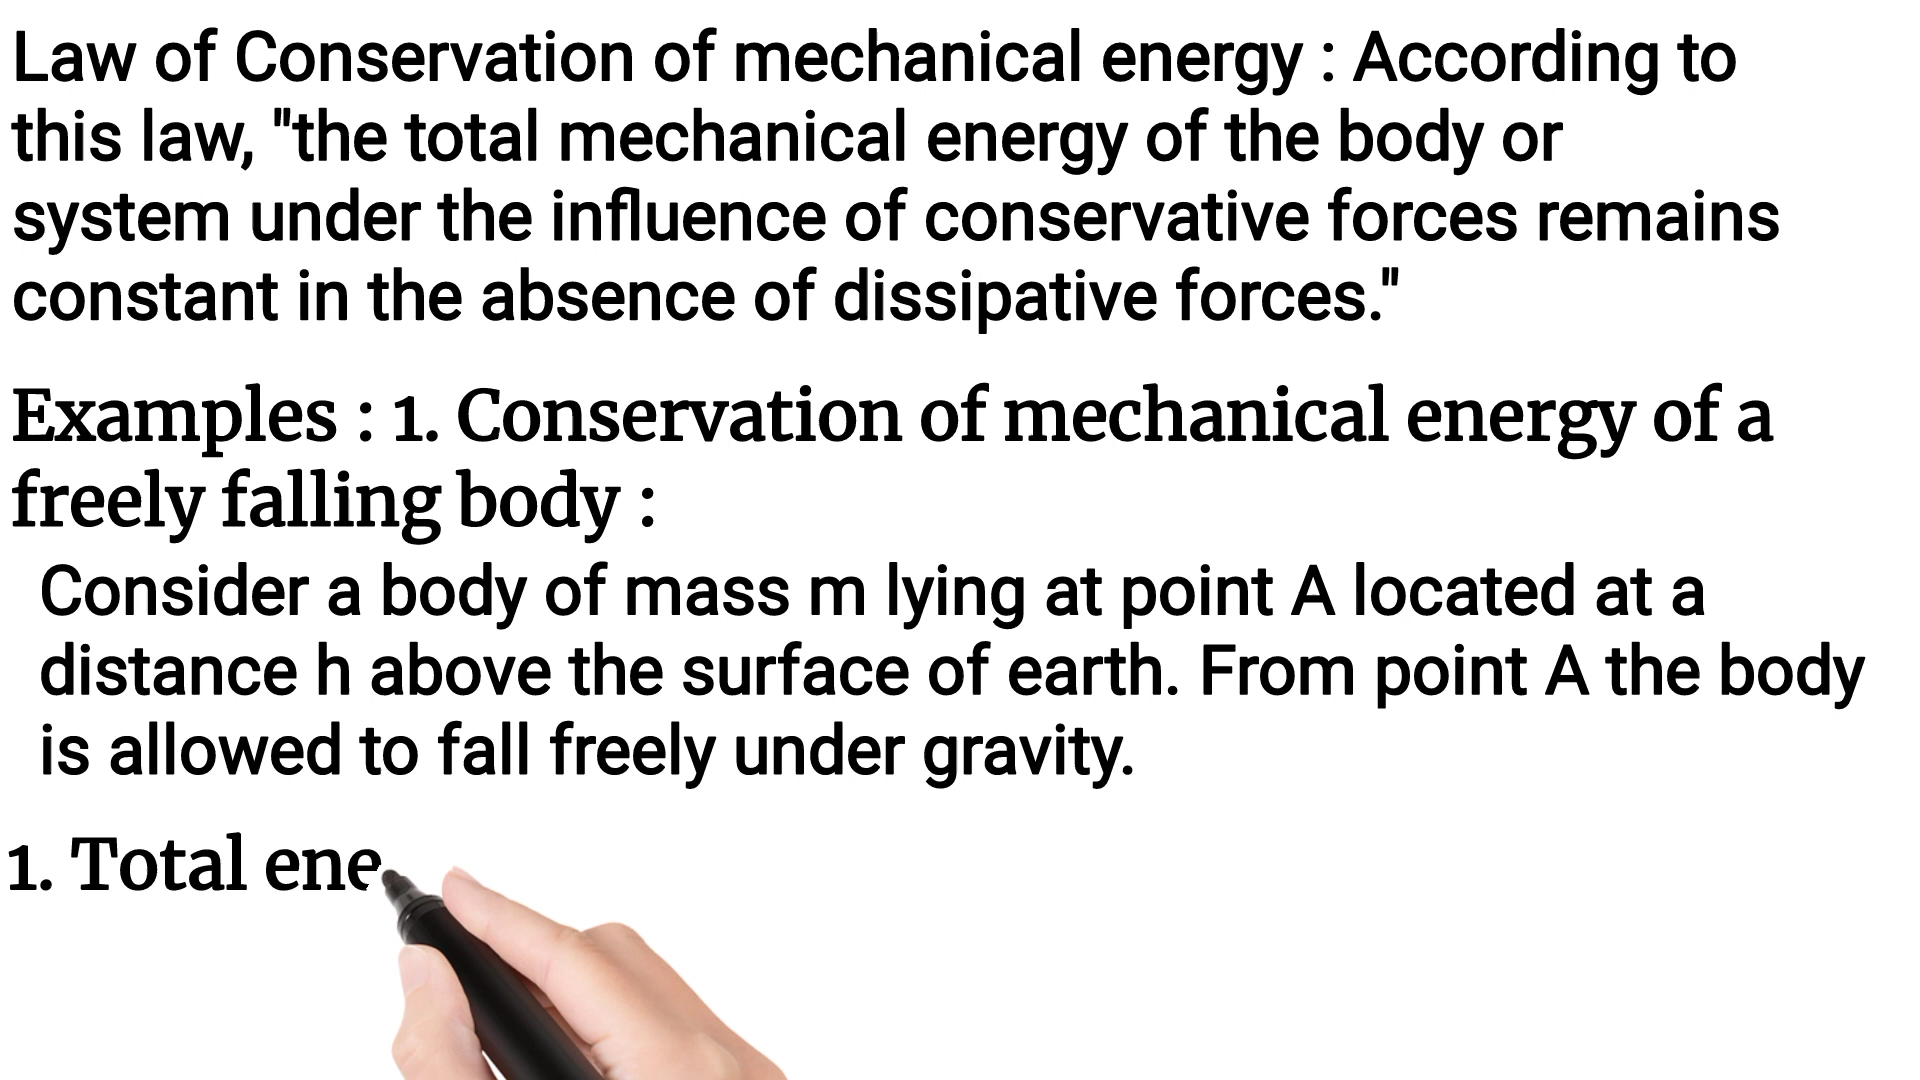 Law of Conservation of mechanical energy : According to
this law, "the total mechanical energy of the body or
system under the influence of conservative forces remains
constant in the absence of dissipative forces."
Examples : 1. Conservation of mechanical energy of a
freely falling body :
Consider a body of mass m lying at point A located at a
distance h above the surface of earth. From point A the body
is allowed to fall freely under gravity.
1. Total ene